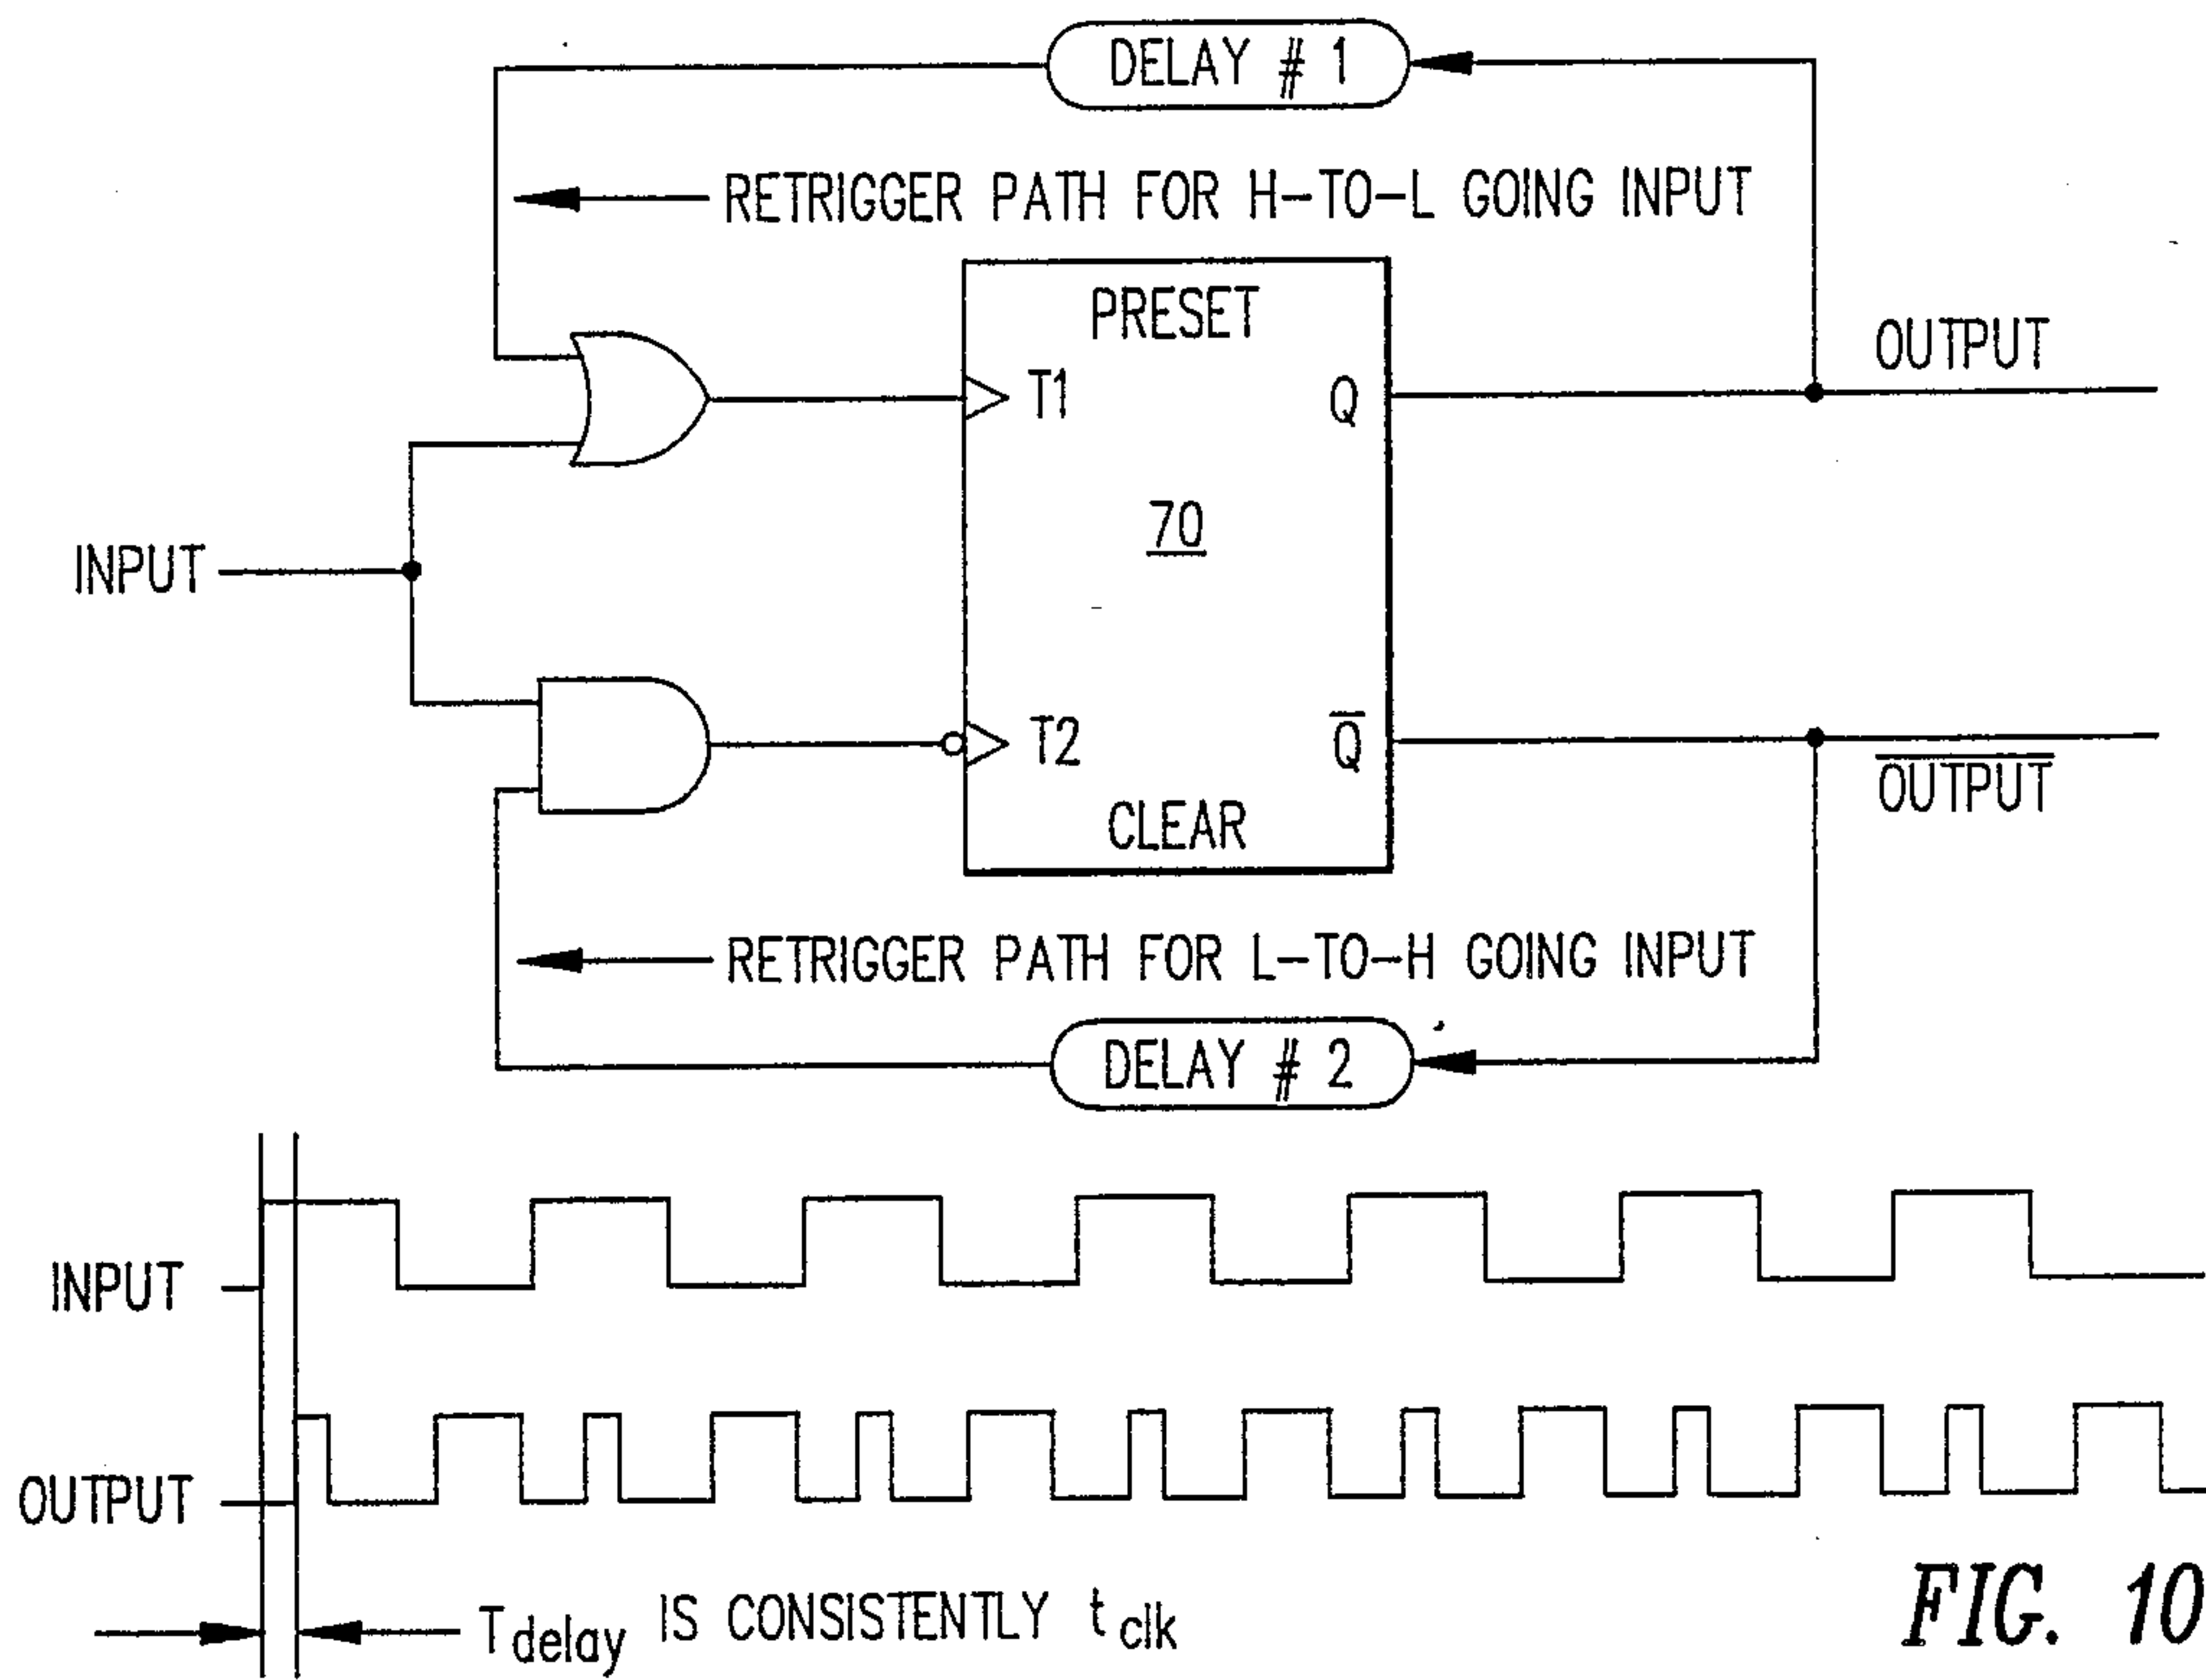 DELAY # 1
RETRIGGER PATH FOR H-TO-L GOING INPUT
PRESET
OUTPUT
T1
Q
70
INPUT
T2
Q̅
O̅U̅T̅P̅U̅T̅
CLEAR
RETRIGGER PATH FOR L-TO-H GOING INPUT
DELAY # 2
INPUT
OUTPUT
Tdelay IS CONSISTENTLY tclk
FIG. 10